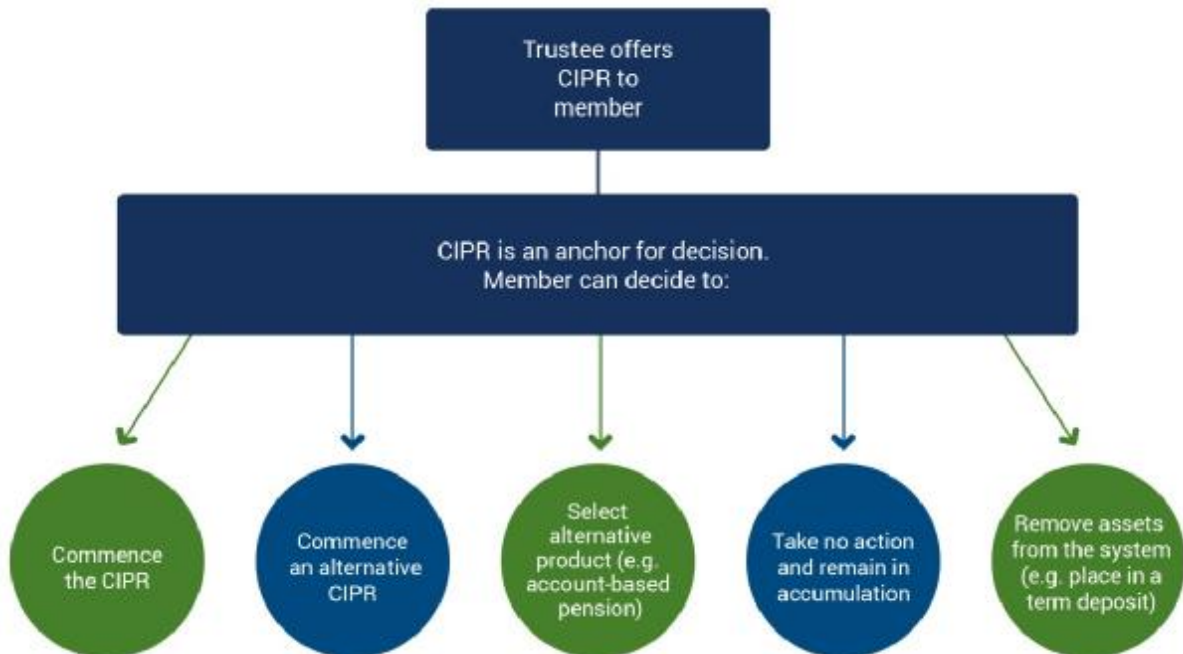 Trustee offers
CIPR to
member
CIPR is an anchor for decision.
Member can decide to:
Commence
the CIPR
Commence
an alternative
CIPR
Select
alternative
product (e.g.
account-based
pension)
Take no action
and remain in
accumulation
Remove assets
from the system
(e.g. place in a
term deposit)